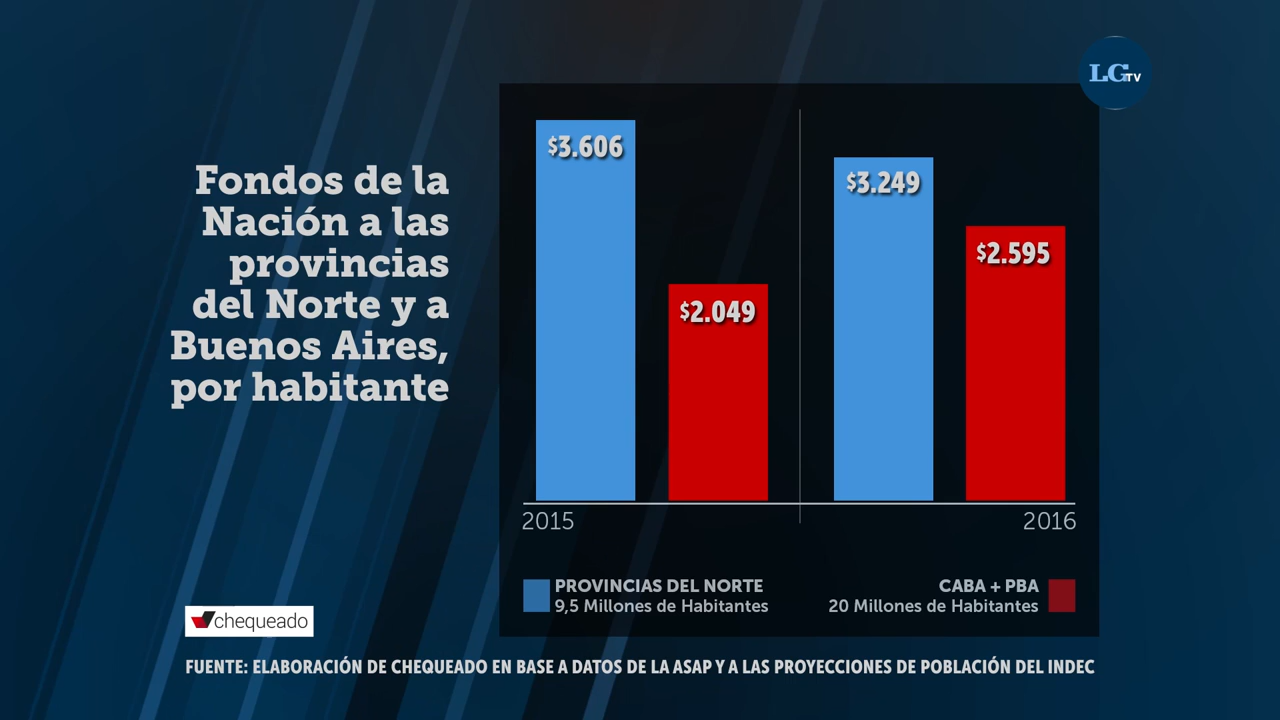 LGTV
Fondos de la
Nación a las
provincias
del Norte y a
Buenos Aires,
por habitante
$3.606
$2.049
$3.249
$2.595
2015
2016
PROVINCIAS DEL NORTE
9,5 Millones de Habitantes
CABA + PBA
20 Millones de Habitantes
chequeado
FUENTE: ELABORACIÓN DE CHEQUEADO EN BASE A DATOS DE LA ASAP Y A LAS PROYECCIONES DE POBLACIÓN DEL INDEC